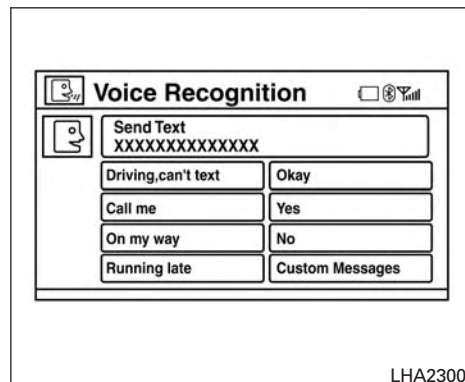 Voice Recognition
Send Text
XXXXXXXXXXXXXX
Driving,can't text
Okay
Call me
Yes
On my way
No
Running late
Custom Messages
LHA2300